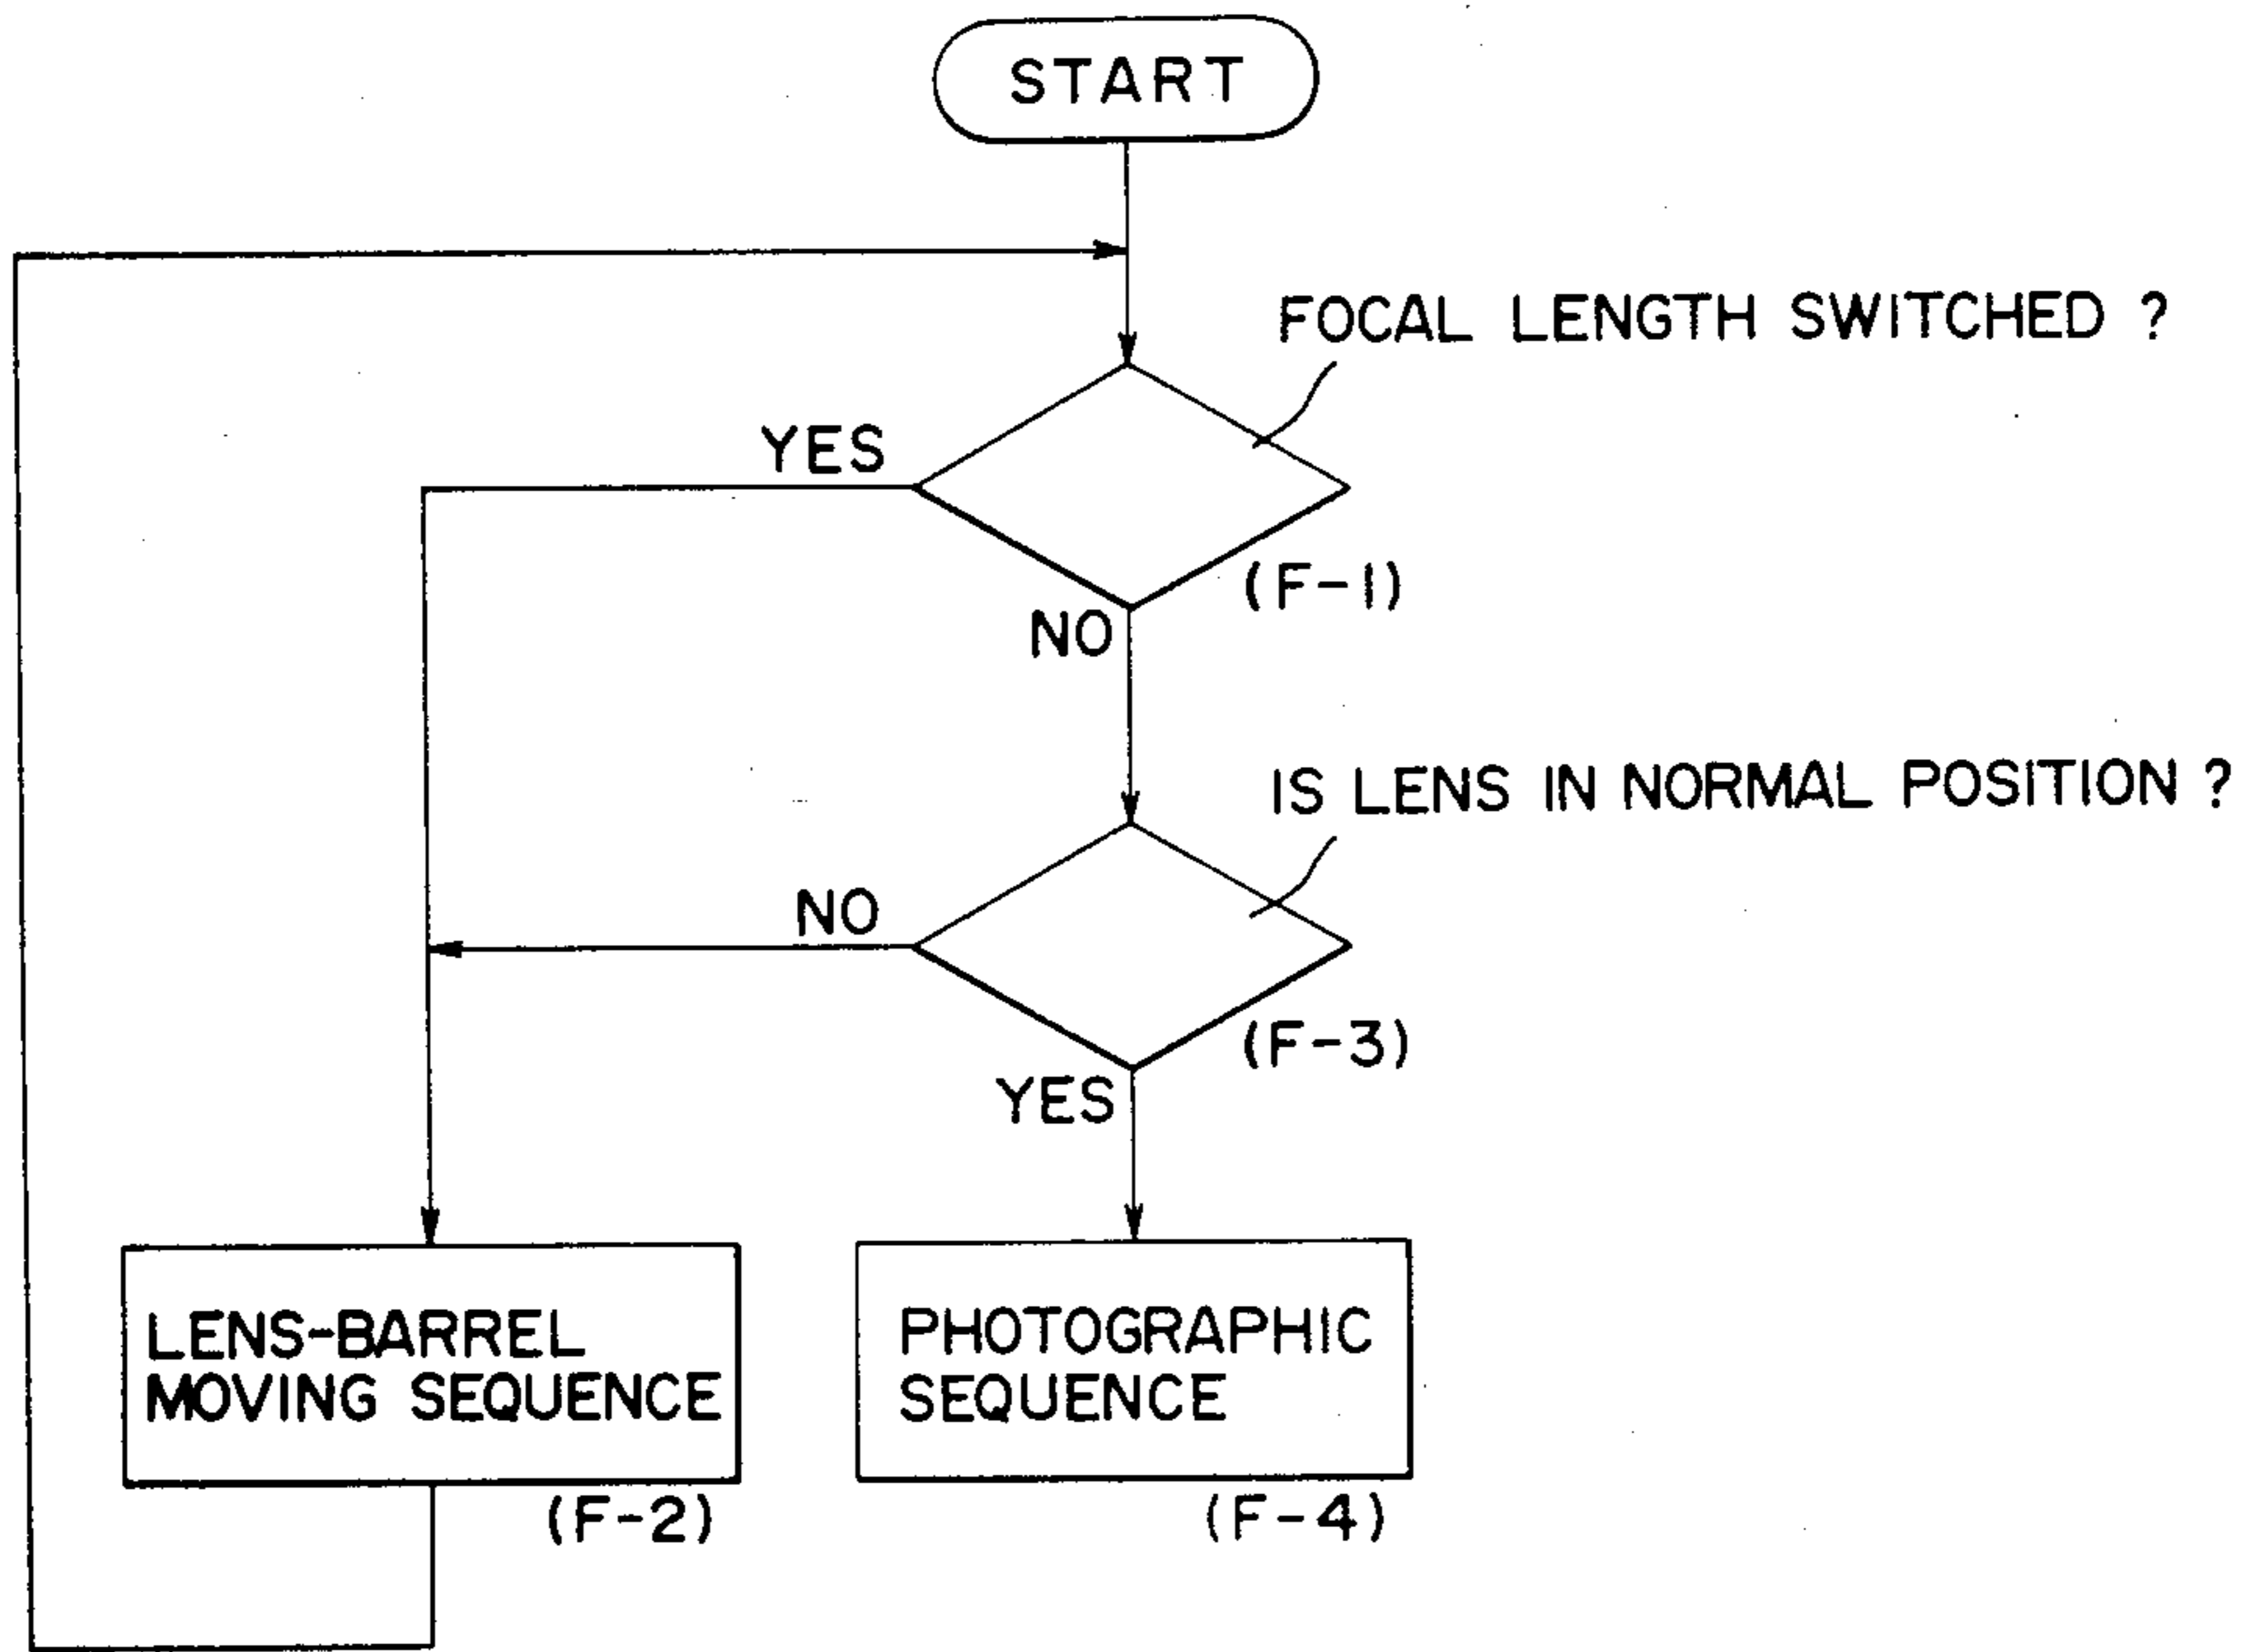 START
FOCAL LENGTH SWITCHED ?
YES
(F-1)
NO
IS LENS IN NORMAL POSITION ?
NO
(F-3)
YES
LENS-BARREL
MOVING SEQUENCE
(F-2)
PHOTOGRAPHIC
SEQUENCE
(F-4)